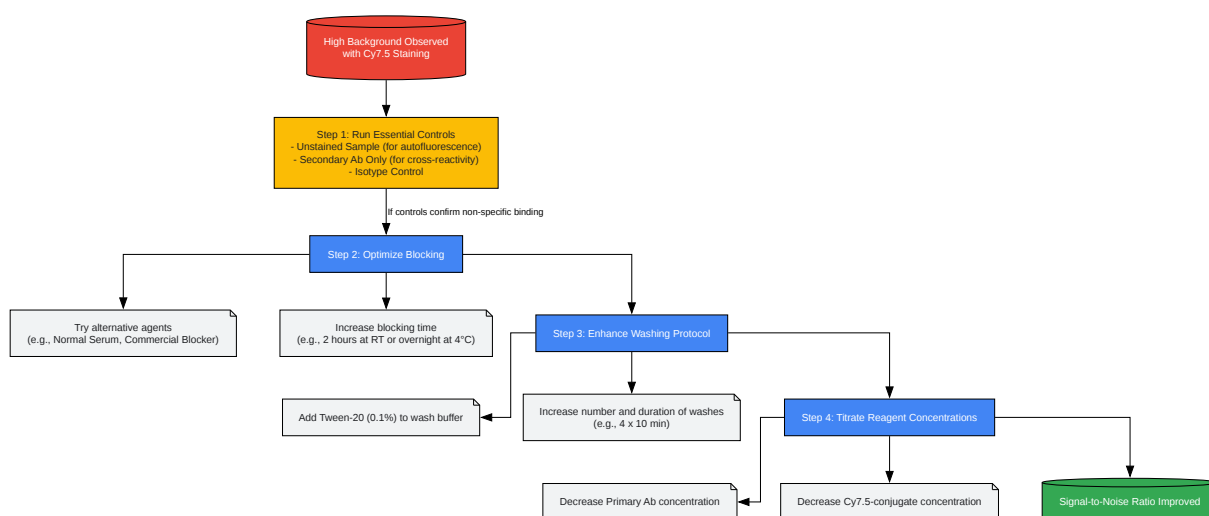 High Background Observed
with Cy7.5 Staining
Step 1: Run Essential Controls
- Unstained Sample (for autofluorescence)
- Secondary Ab Only (for cross-reactivity)
- Isotype Control
If controls confirm non-specific binding
Step 2: Optimize Blocking
Try alternative agents
(e.g., Normal Serum, Commercial Blocker)
Increase blocking time
(e.g., 2 hours at RT or overnight at 4°C)
Step 3: Enhance Washing Protocol
Add Tween-20 (0.1%) to wash buffer
Increase number and duration of washes
(e.g., 4 x 10 min)
Step 4: Titrate Reagent Concentrations
Decrease Primary Ab concentration
Decrease Cy7.5-conjugate concentration
Signal-to-Noise Ratio Improved